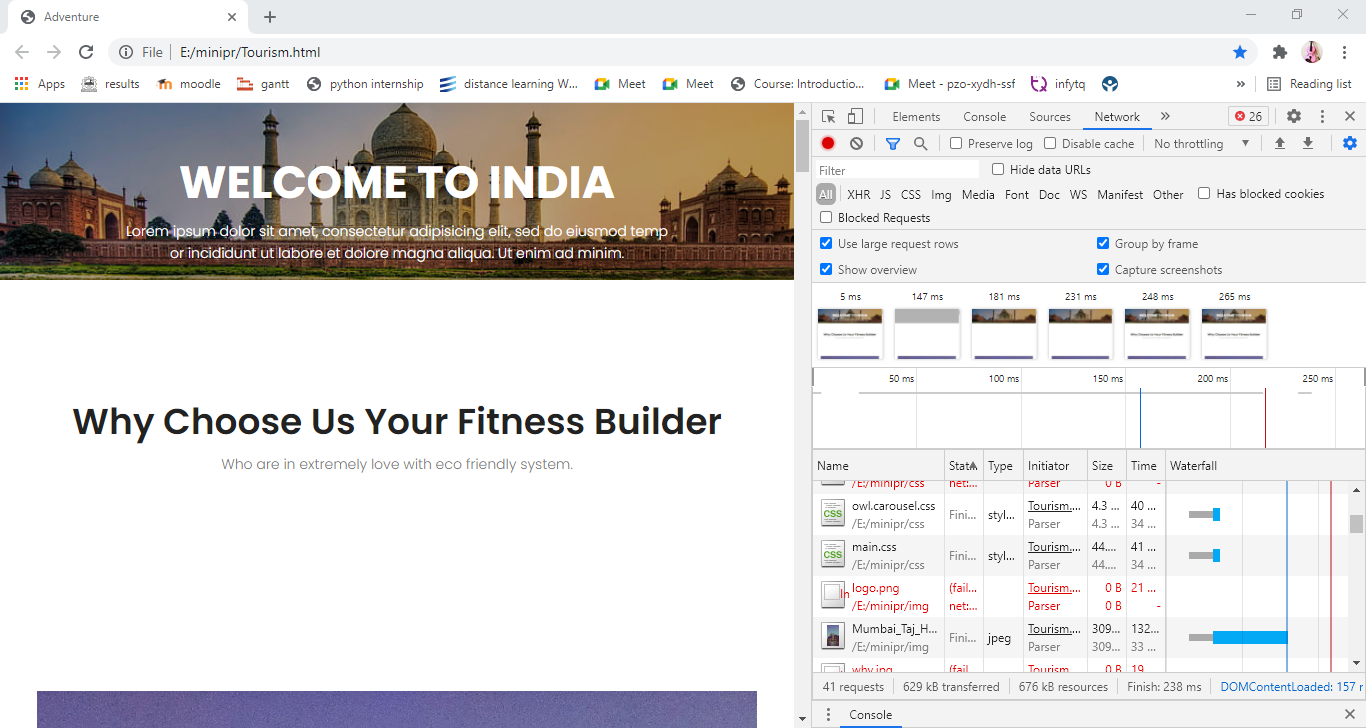 Adventure
File E:/minipr/Tourism.html
Apps results moodle gantt python internship distance learning W... Meet Meet Course: Introductio... Meet - pzo-xydh-ssf infytq » Reading list
WELCOME TO INDIA
Lorem ipsum dolor sit amet, consectetur adipisicing elit, sed do eiusmod temp
or incididunt ut labore et dolore magna aliqua. Ut enim ad minim.
Why Choose Us Your Fitness Builder
Who are in extremely love with eco friendly system.
Elements Console Sources Network » 26
Preserve log Disable cache No throttling
Filter Hide data URLs
All XHR JS CSS Img Media Font Doc WS Manifest Other Has blocked cookies
Blocked Requests
Use large request rows Group by frame
Show overview Capture screenshots
5 ms 147 ms 181 ms 231 ms 248 ms 265 ms
50 ms 100 ms 150 ms 200 ms 250 ms
Name Stat Type Initiator Size Time Waterfall
/E:/minipr/css net:... Parser 0 B -
owl.carousel.css Fini... styl... Tourism.... 4.3 ... 40 ...
/E:/minipr/css Parser 4.3 ... 34 ...
main.css Fini... styl... Tourism.... 44.... 41 ...
/E:/minipr/css Parser 44.... 34 ...
logo.png (fail... Tourism.... 0 B 21 ...
/E:/minipr/img net:... Parser 0 B -
Mumbai_Taj_H... Fini... jpeg Tourism.... 309... 132...
/E:/minipr/img Parser 309... 33 ...
why.jpg (fail... Tourism.... 0 B 19 ...
41 requests 629 kB transferred 676 kB resources Finish: 238 ms DOMContentLoaded: 157 r
Console